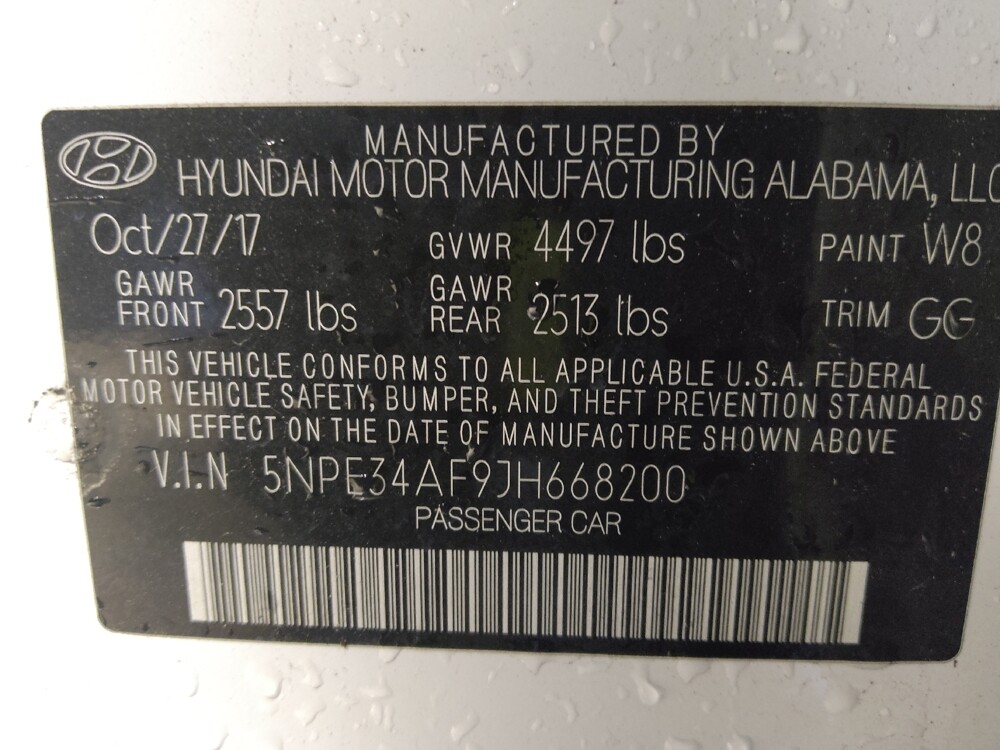 MANUFACTURED BY
HYUNDAI MOTOR MANUFACTURING ALABAMA, LLC
Oct/27/17 GVWR 4497 lbs PAINT W8
GAWR FRONT 2557 lbs GAWR REAR 2513 lbs TRIM GG
THIS VEHICLE CONFORMS TO ALL APPLICABLE U.S.A. FEDERAL
MOTOR VEHICLE SAFETY, BUMPER, AND THEFT PREVENTION STANDARDS
IN EFFECT ON THE DATE OF MANUFACTURE SHOWN ABOVE
V.I.N 5NPE34AF9JH668200
PASSENGER CAR